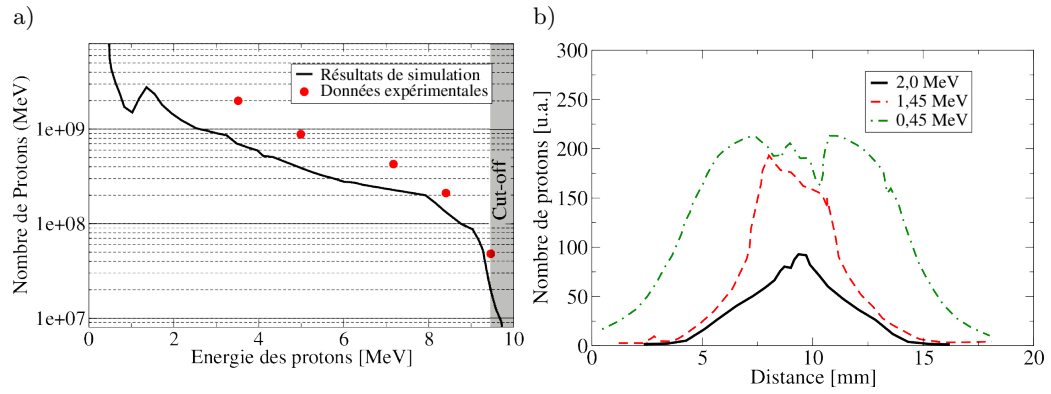 a)
Nombre de Protons (MeV)
1e+09
1e+08
1e+07
Résultats de simulation
Données expérimentales
Cut-off
0 2 4 6 8 10
Energie des protons [MeV]
b)
Nombre de protons [u.a.]
300
250
200
150
100
50
0
2,0 MeV
1,45 MeV
0,45 MeV
0 5 10 15 20
Distance [mm]